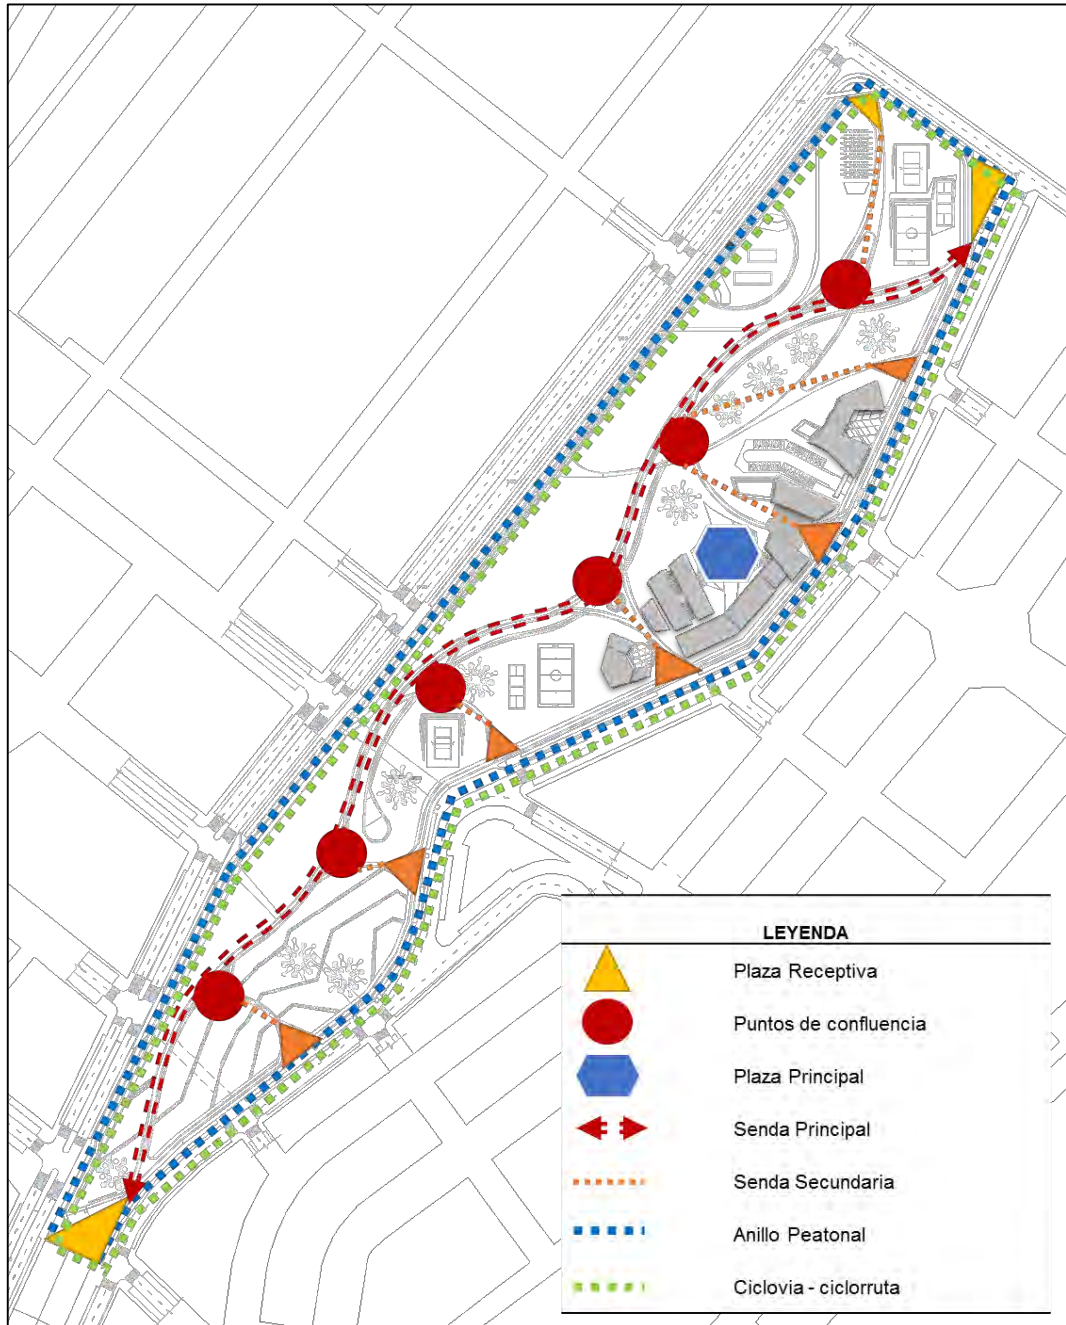 LEYENDA
Plaza Receptiva
Puntos de confluencia
Plaza Principal
Senda Principal
Senda Secundaria
Anillo Peatonal
Ciclovia - ciclorruta